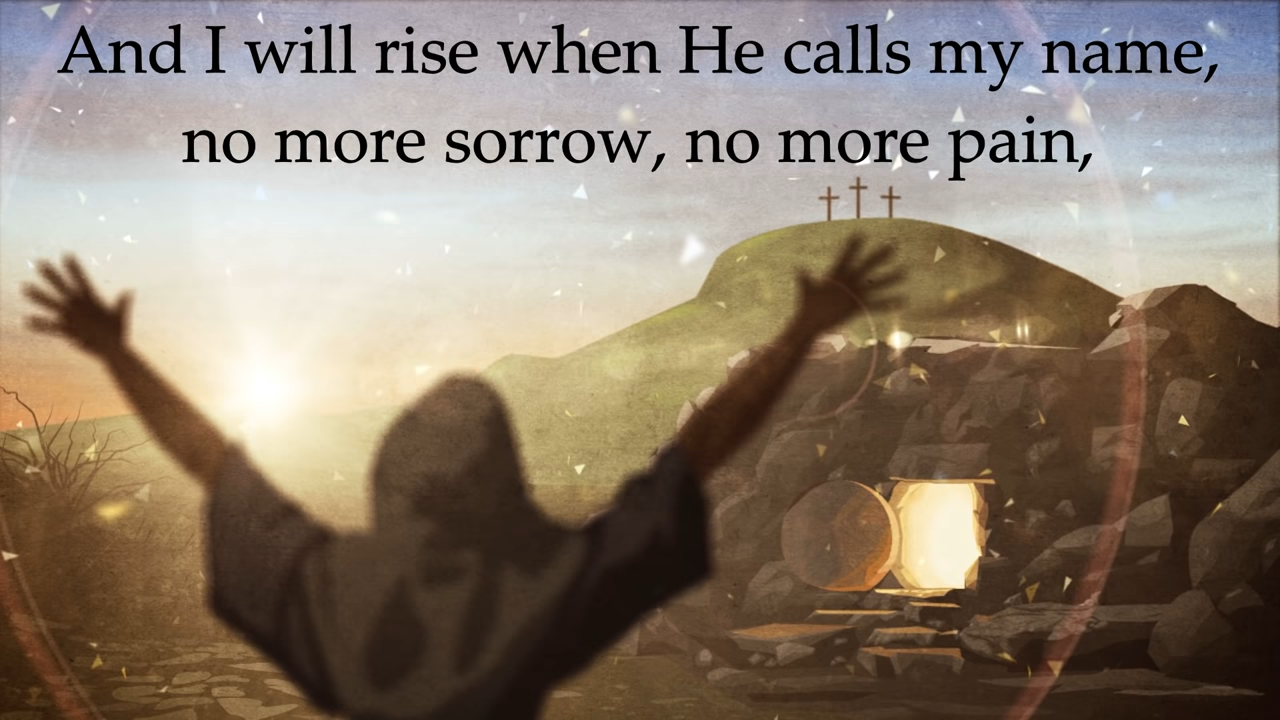 And I will rise when He calls my name,
no more sorrow, no more pain,